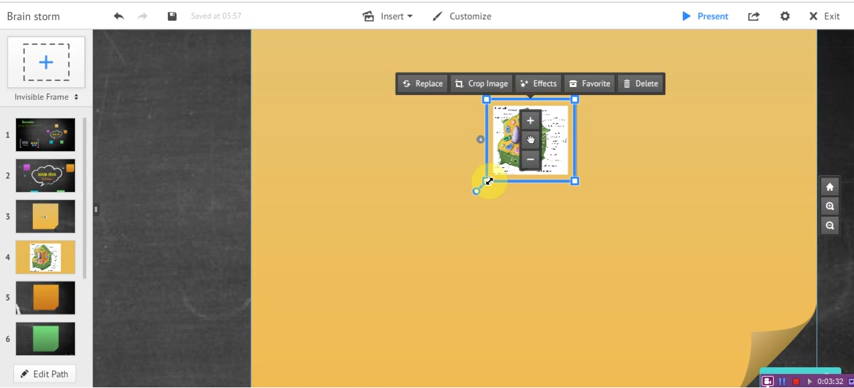 Brain storm
Saved at 05:57
Insert
Customize
Present
Exit
Replace
Crop Image
Effects
Favorite
Delete
Invisible Frame
1
2
3
4
5
6
Edit Path
0:03:32